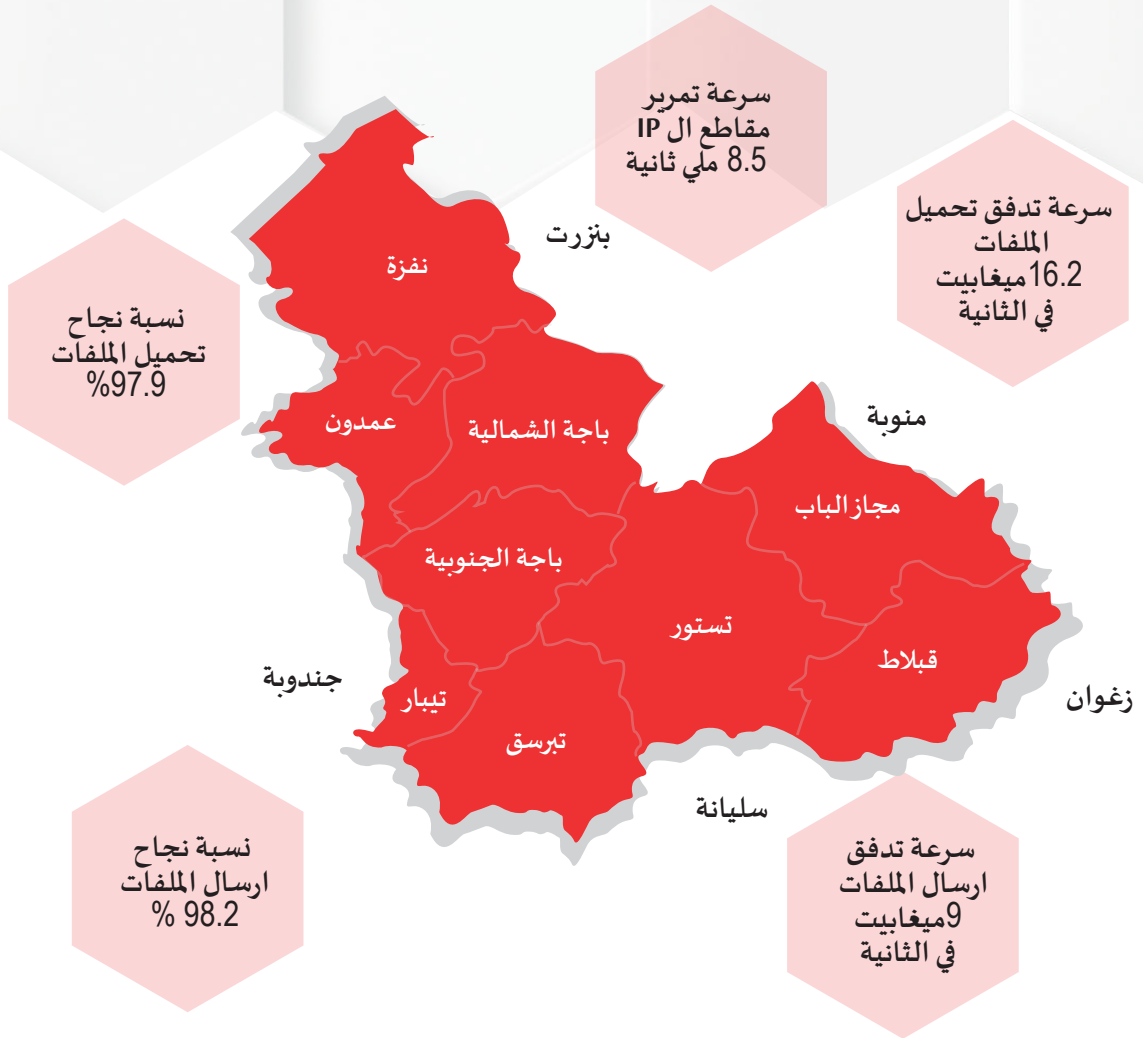 سرعة تمرير
مقاطع ال IP
8.5 ملي ثانية
سرعة تدفق تحميل
الملفات
16.2ميغابيت
في الثانية
بنزرت
نفزة
نسبة نجاح
تحميل الملفات
%97.9
منوبة
عمدون
باجة الشمالية
مجاز الباب
باجة الجنوبية
تستور
قبلاط
جندوبة
زغوان
تيبار
تبرسق
سليانة
نسبة نجاح
ارسال الملفات
% 98.2
سرعة تدفق
ارسال الملفات
9ميغابيت
في الثانية